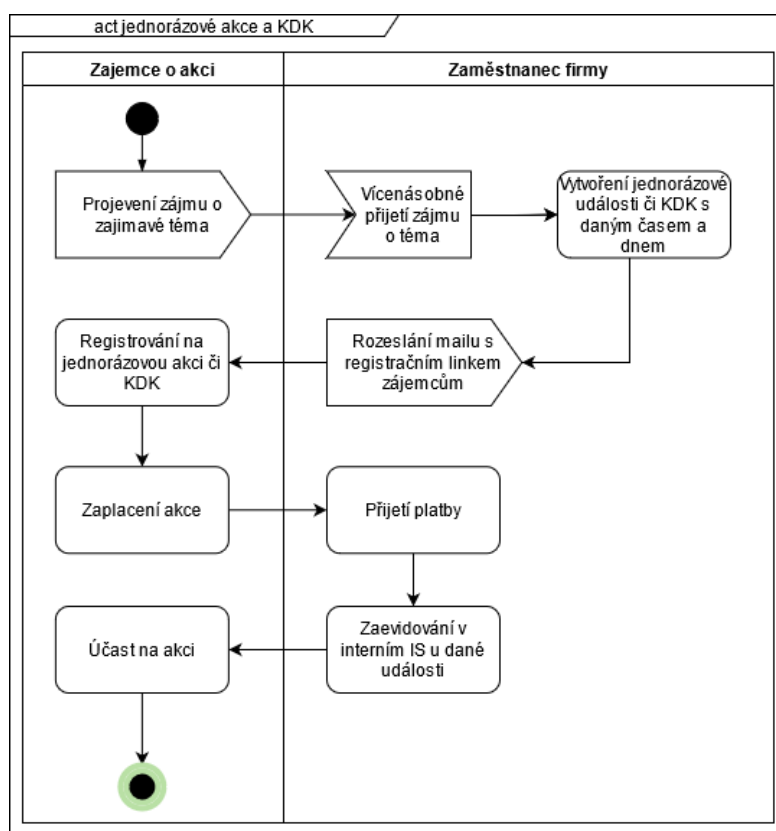 act jednorázové akce a KDK
Zajemce o akci
Zaměstnanec firmy
Projevení zájmu o
zajimavé téma
Vícenásobné
přijetí zájmu
o téma
Vytvoření jednorázové
události či KDK s
daným časem a
dnem
Registrování na
jednorázovou akci či
KDK
Rozeslání mailu s
registračním linkem
zájemcům
Zaplacení akce
Přijetí platby
Účast na akci
Zaevidování v
interním IS u dané
události